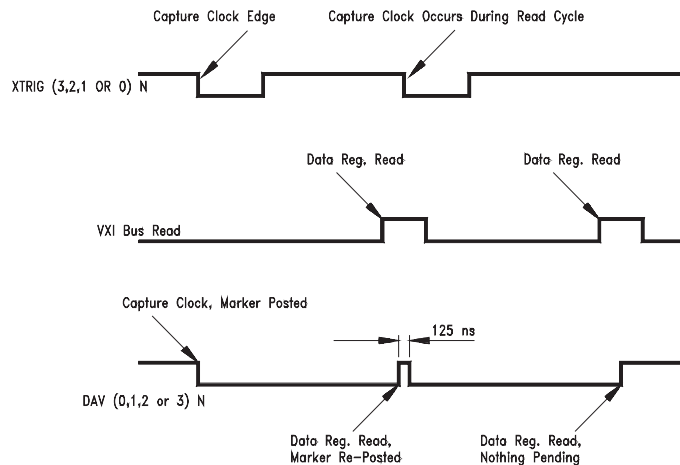 Capture Clock Edge
Capture Clock Occurs During Read Cycle
XTRIG (3,2,1 OR 0) N
Data Reg. Read
Data Reg. Read
VXI Bus Read
Capture Clock, Marker Posted
125 ns
DAV (0,1,2 or 3) N
Data Reg. Read,
Marker Re-Posted
Data Reg. Read,
Nothing Pending